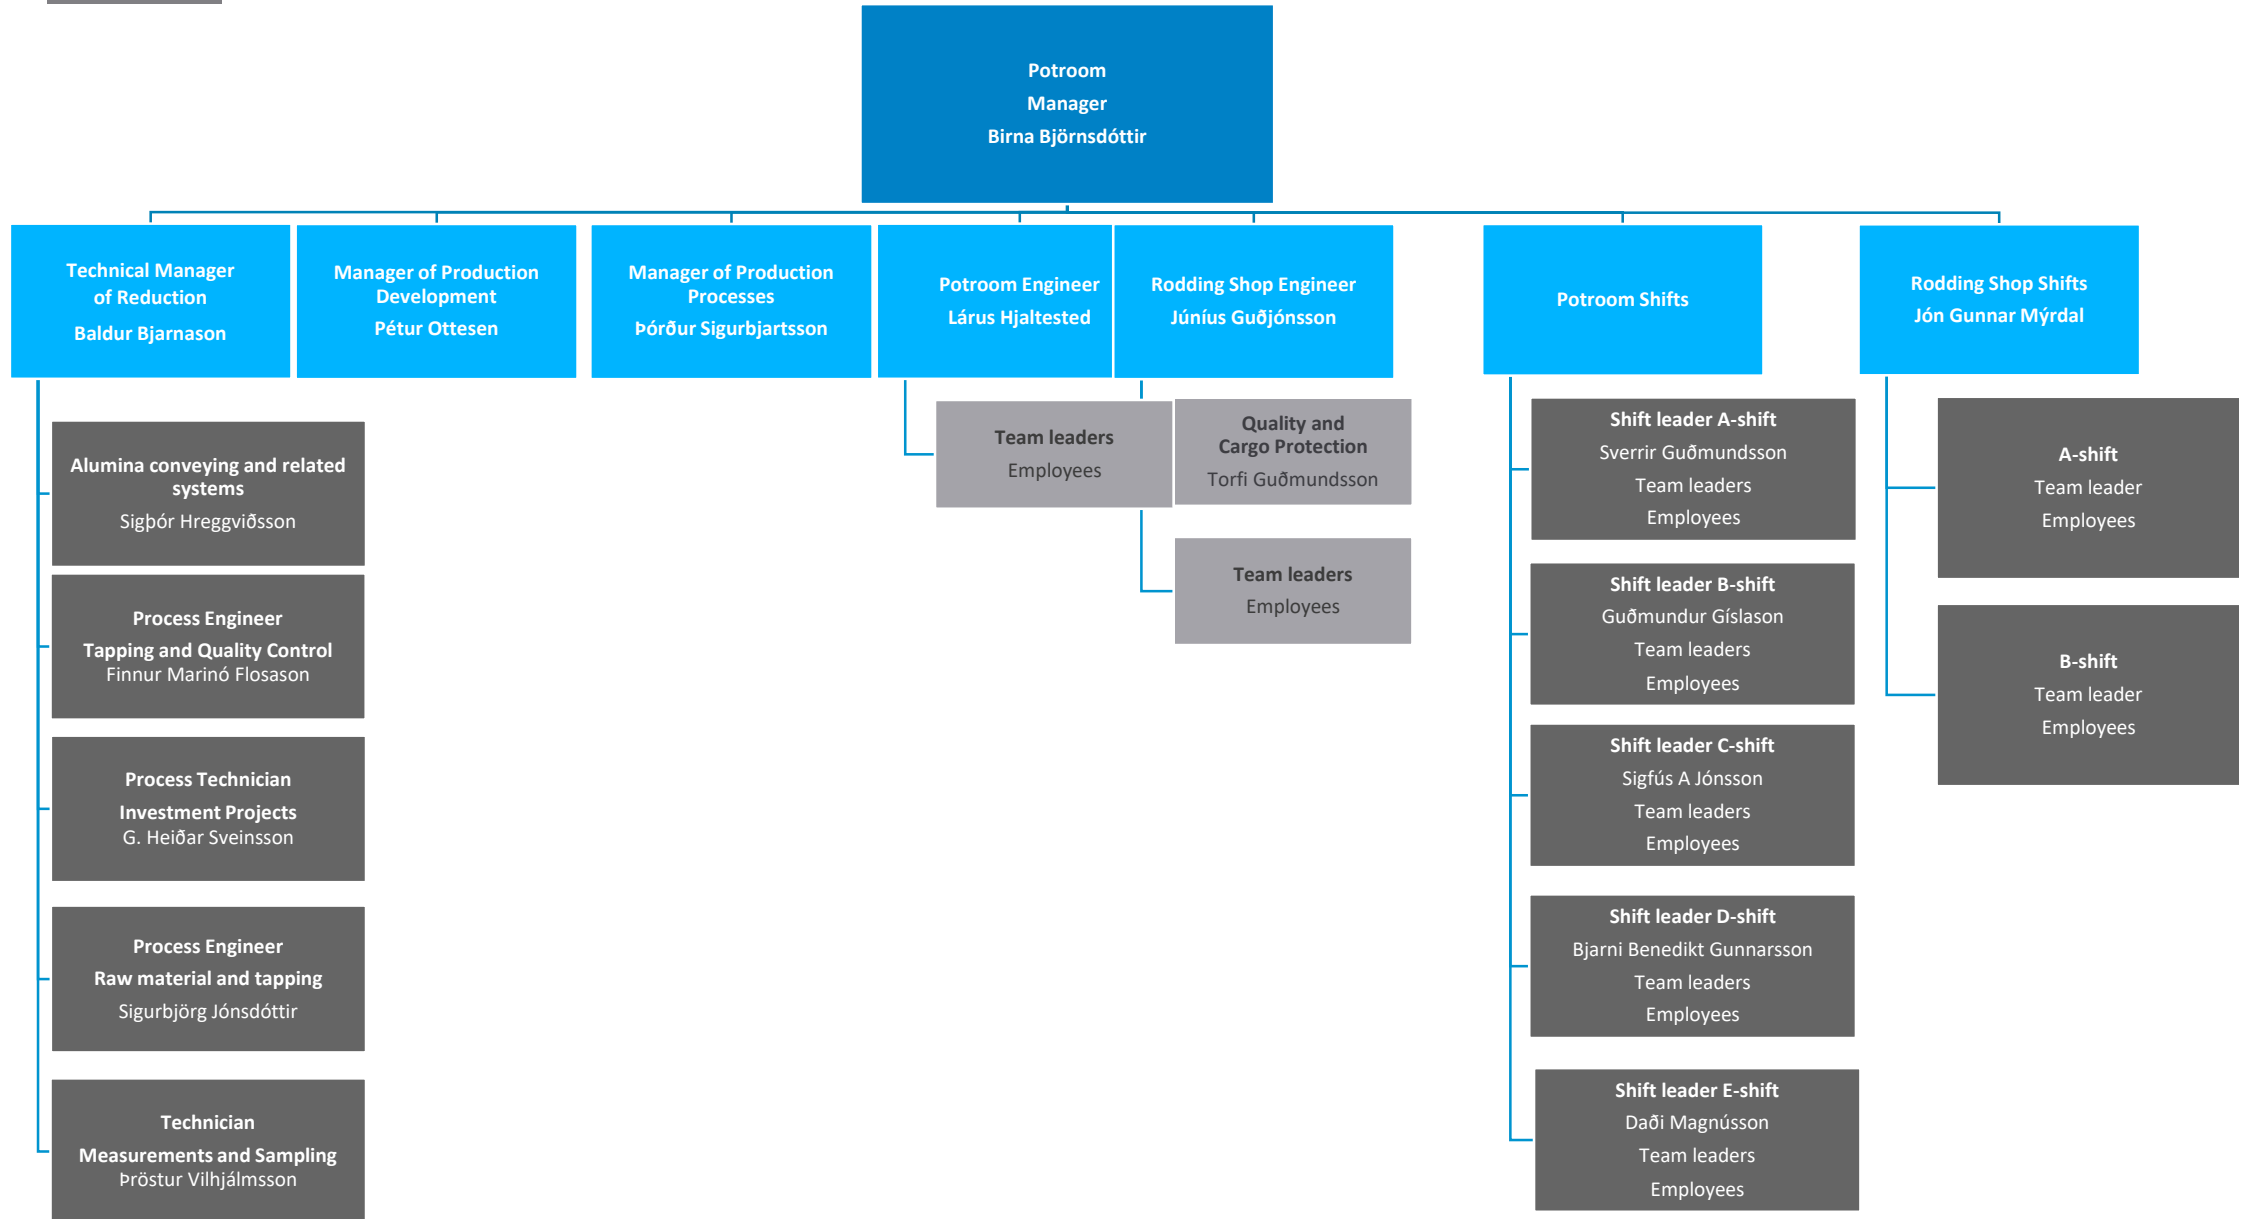 Potroom
Manager
Birna Björnsdóttir
Technical Manager
of Reduction
Baldur Bjarnason
Manager of Production
Development
Pétur Ottesen
Manager of Production
Processes
Þórður Sigurbjartsson
Potroom Engineer
Lárus Hjaltested
Rodding Shop Engineer
Júníus Guðjónsson
Potroom Shifts
Rodding Shop Shifts
Jón Gunnar Mýrdal
Alumina conveying and related
systems
Sigþór Hreggviðsson
Process Engineer
Tapping and Quality Control
Finnur Marinó Flosason
Process Technician
Investment Projects
G. Heiðar Sveinsson
Process Engineer
Raw material and tapping
Sigurbjörg Jónsdóttir
Technician
Measurements and Sampling
Þröstur Vilhjálmsson
Team leaders
Employees
Quality and
Cargo Protection
Torfi Guðmundsson
Team leaders
Employees
Shift leader A-shift
Sverrir Guðmundsson
Team leaders
Employees
Shift leader B-shift
Guðmundur Gíslason
Team leaders
Employees
Shift leader C-shift
Sigfús A Jónsson
Team leaders
Employees
Shift leader D-shift
Bjarni Benedikt Gunnarsson
Team leaders
Employees
Shift leader E-shift
Daði Magnússon
Team leaders
Employees
A-shift
Team leader
Employees
B-shift
Team leader
Employees